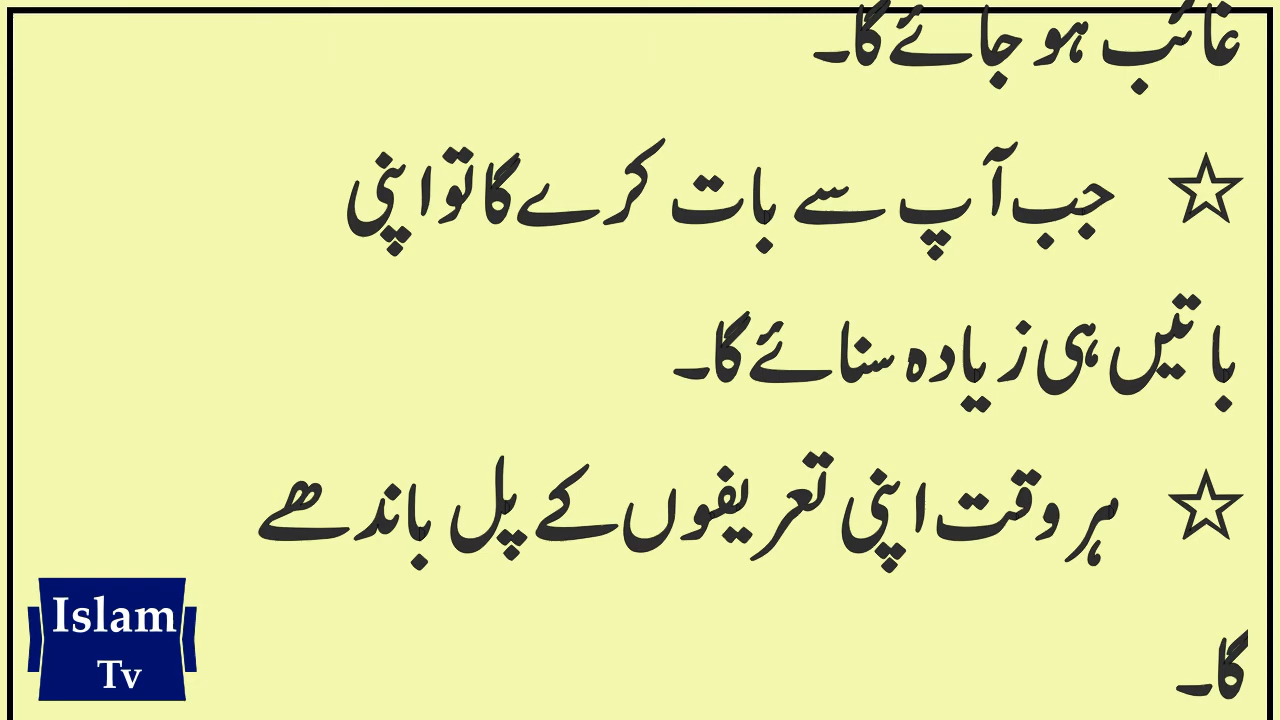 غائب ہو جائے گا۔
☆ جب آپ سے بات کرے گا تو اپنی
باتیں ہی زیادہ سنائے گا۔
☆ ہر وقت اپنی تعریفوں کے پل باندھے
گا۔
Islam
Tv